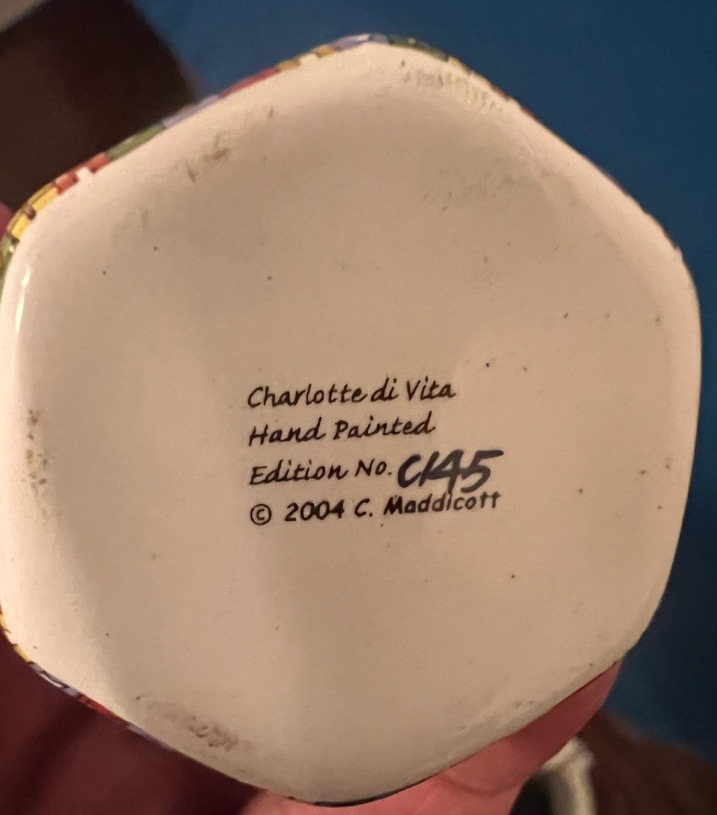 Charlotte di Vita
Hand Painted
Edition No. C145
© 2004 C. Maddicott